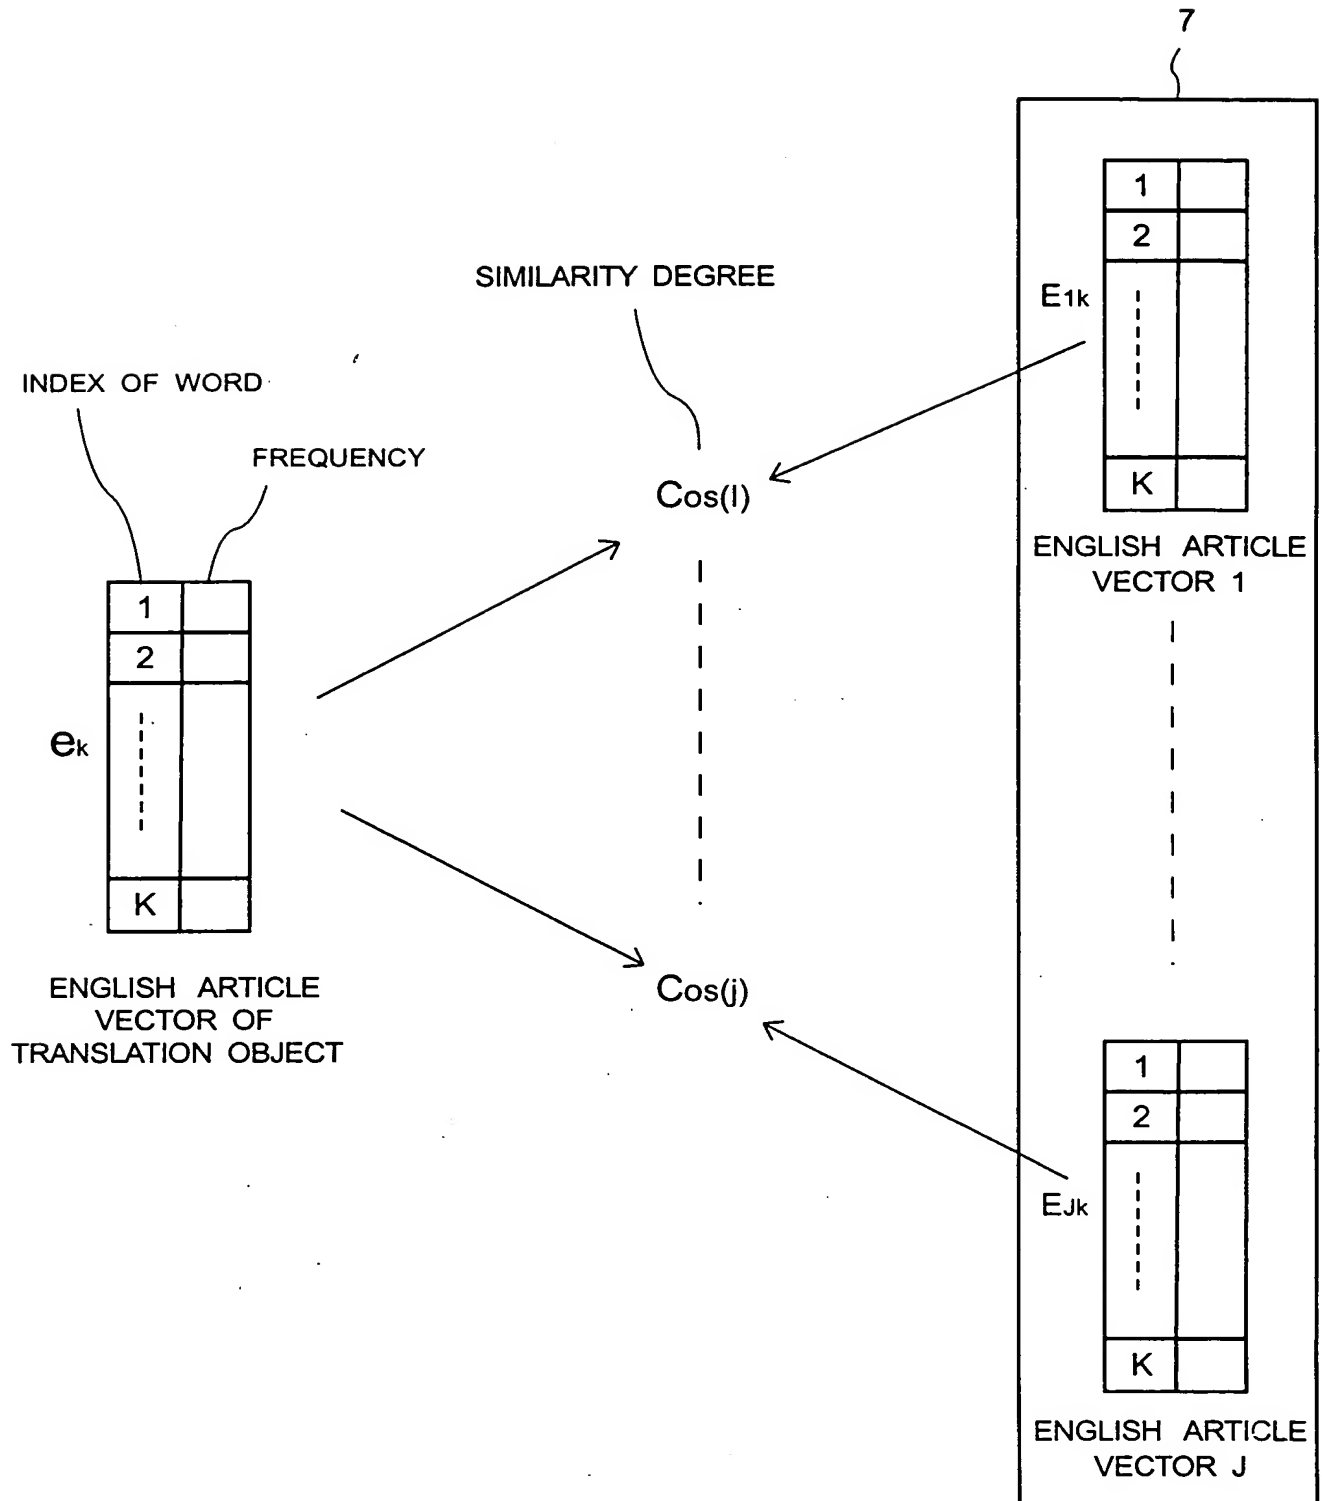 7
1
2
SIMILARITY DEGREE
E1k
INDEX OF WORD
FREQUENCY
Cos(l)
K
ENGLISH ARTICLE
VECTOR 1
1
2
ek
K
Cos(j)
ENGLISH ARTICLE
VECTOR OF
TRANSLATION OBJECT
1
2
EJk
K
ENGLISH ARTICLE
VECTOR J